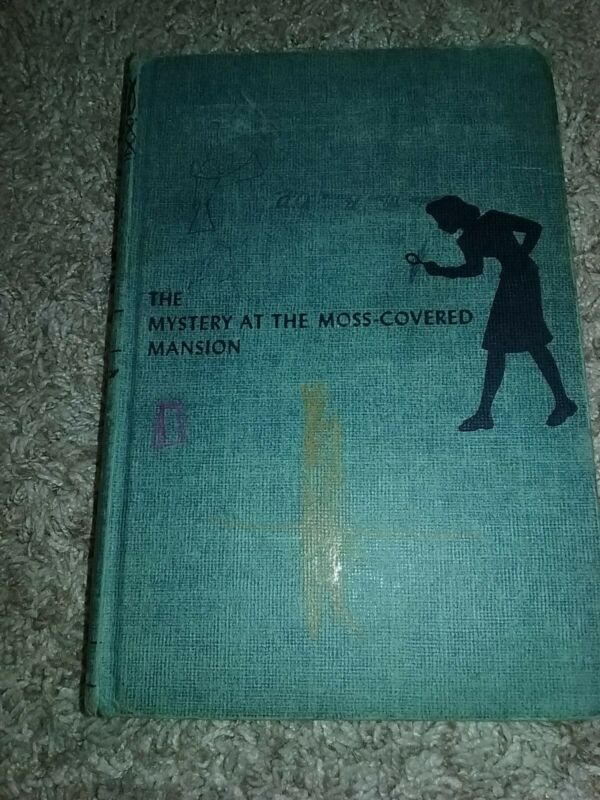 THE
MYSTERY AT THE MOSS-COVERED
MANSION